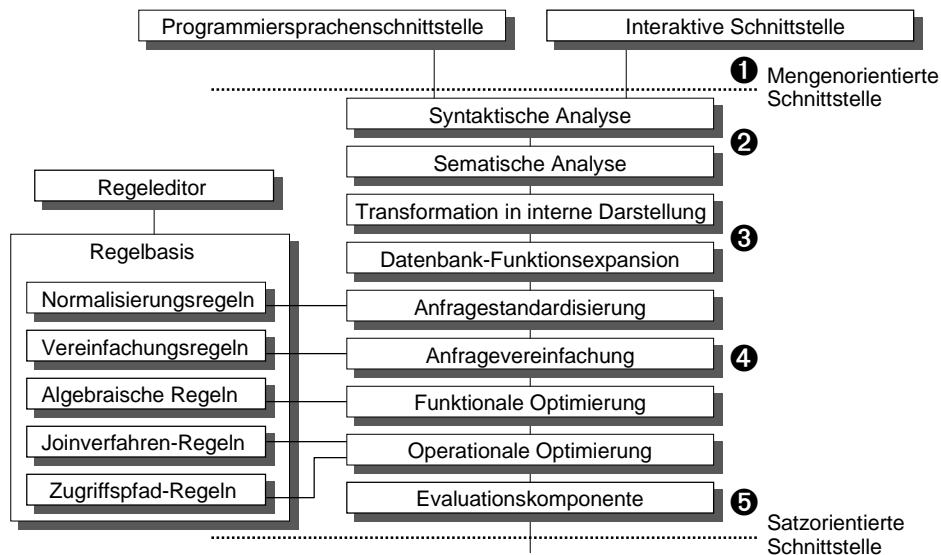 Programmiersprachenschnittstelle
Interaktive Schnittstelle
❶ Mengenorientierte
Schnittstelle
Syntaktische Analyse
❷
Sematische Analyse
Regeleditor
Transformation in interne Darstellung
❸
Regelbasis
Datenbank-Funktionsexpansion
Normalisierungsregeln
Anfragestandardisierung
Vereinfachungsregeln
Anfragevereinfachung
❹
Algebraische Regeln
Funktionale Optimierung
Joinverfahren-Regeln
Operationale Optimierung
Zugriffspfad-Regeln
Evaluationskomponente
❺
Satzorientierte
Schnittstelle